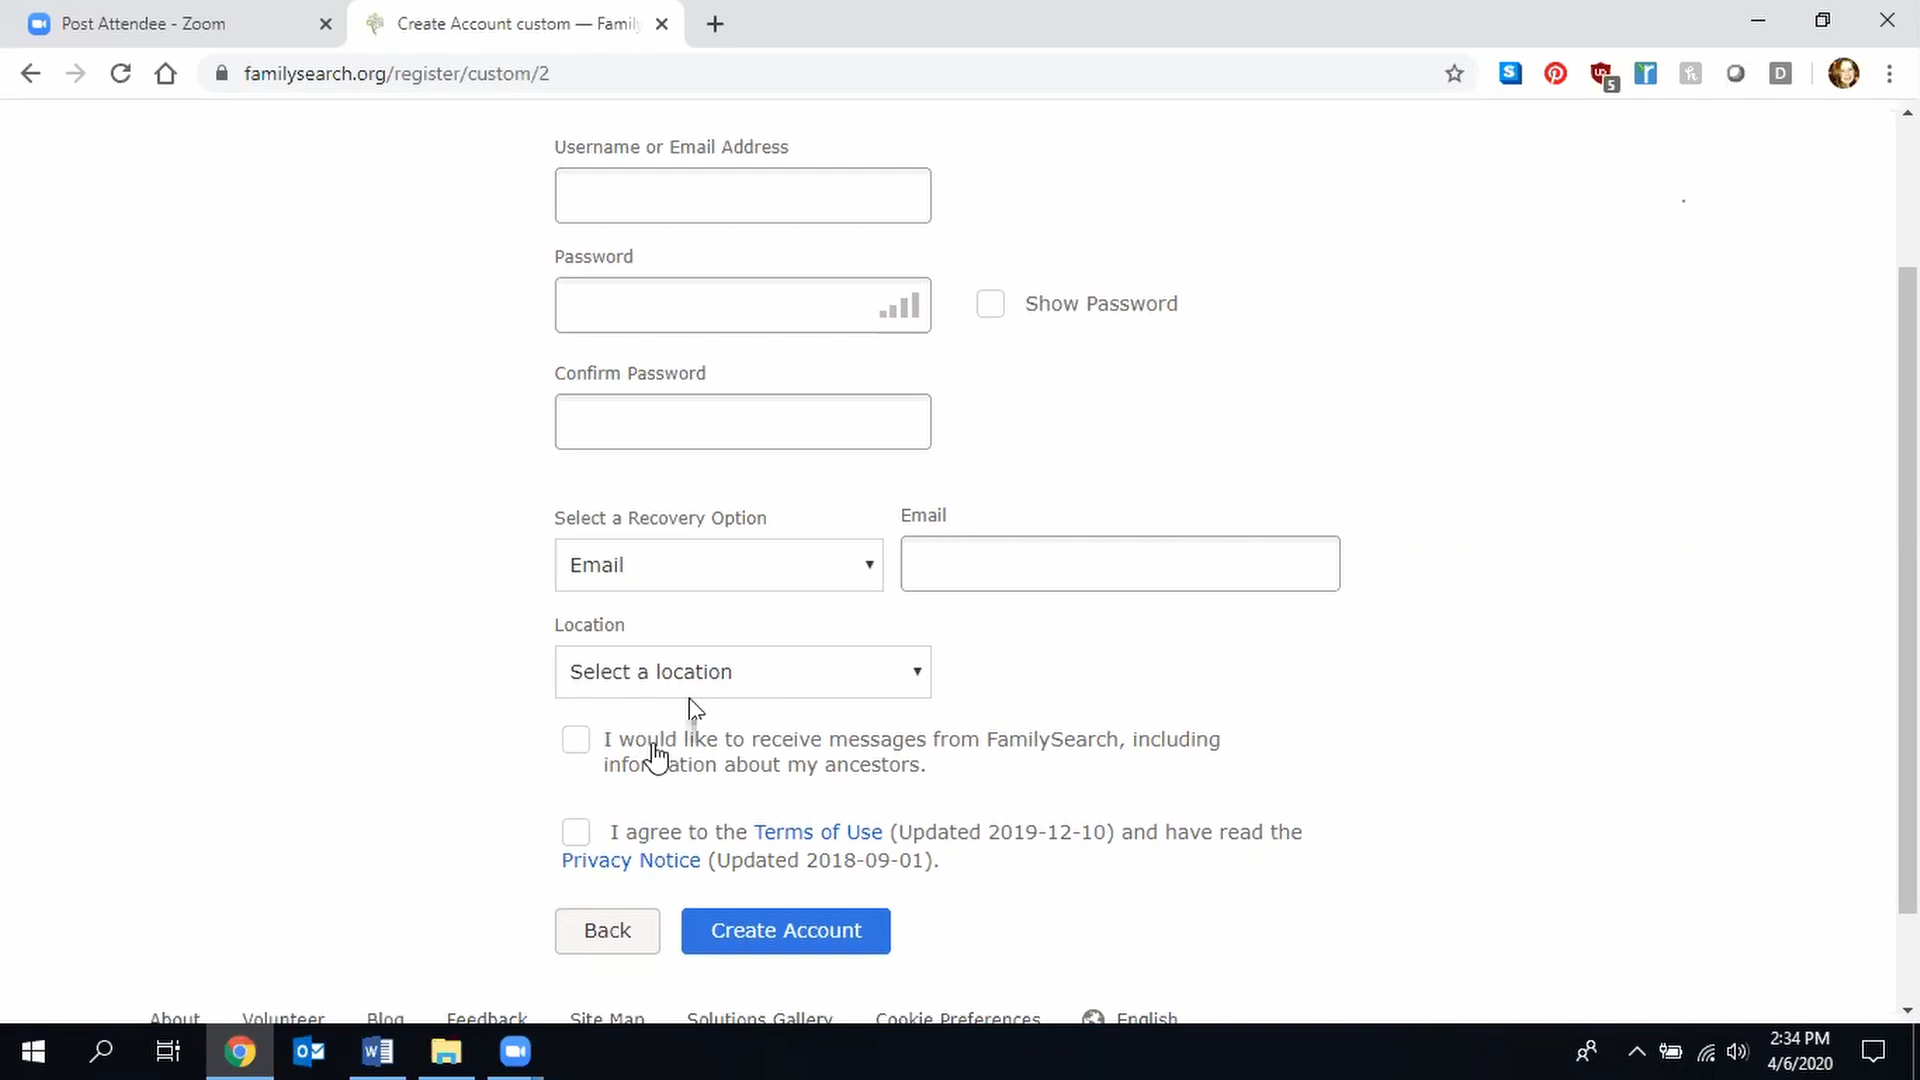 Post Attendee - Zoom
Create Account custom — Family
familysearch.org/register/custom/2
5
D
Username or Email Address
Password
Show Password
Confirm Password
Select a Recovery Option
Email
Email
Location
Select a location
I would like to receive messages from FamilySearch, including
information about my ancestors.
I agree to the Terms of Use (Updated 2019-12-10) and have read the
Privacy Notice (Updated 2018-09-01).
Back
Create Account
About
Volunteer
Blog
Feedback
Site Map
Solutions Gallery
Cookie Preferences
English
2:34 PM
4/6/2020